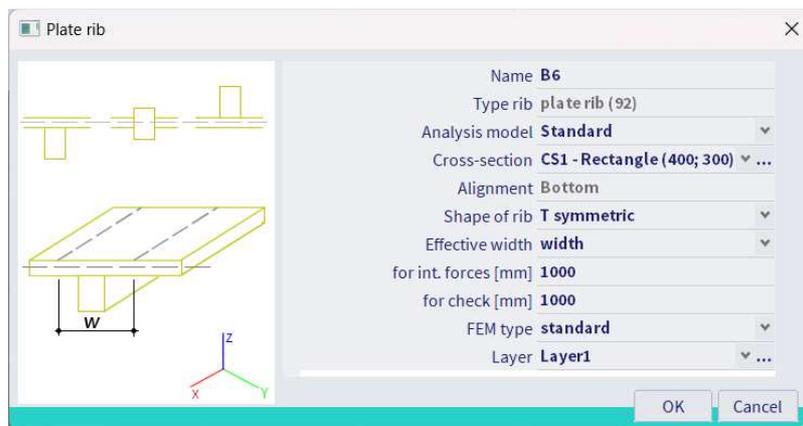 Plate rib
Name B6
Type rib plate rib (92)
Analysis model Standard
Cross-section CS1 - Rectangle (400; 300) ...
Alignment Bottom
Shape of rib T symmetric
Effective width width
for int. forces [mm] 1000
for check [mm] 1000
FEM type standard
Layer Layer1 ...
w
Z
X
Y
OK Cancel